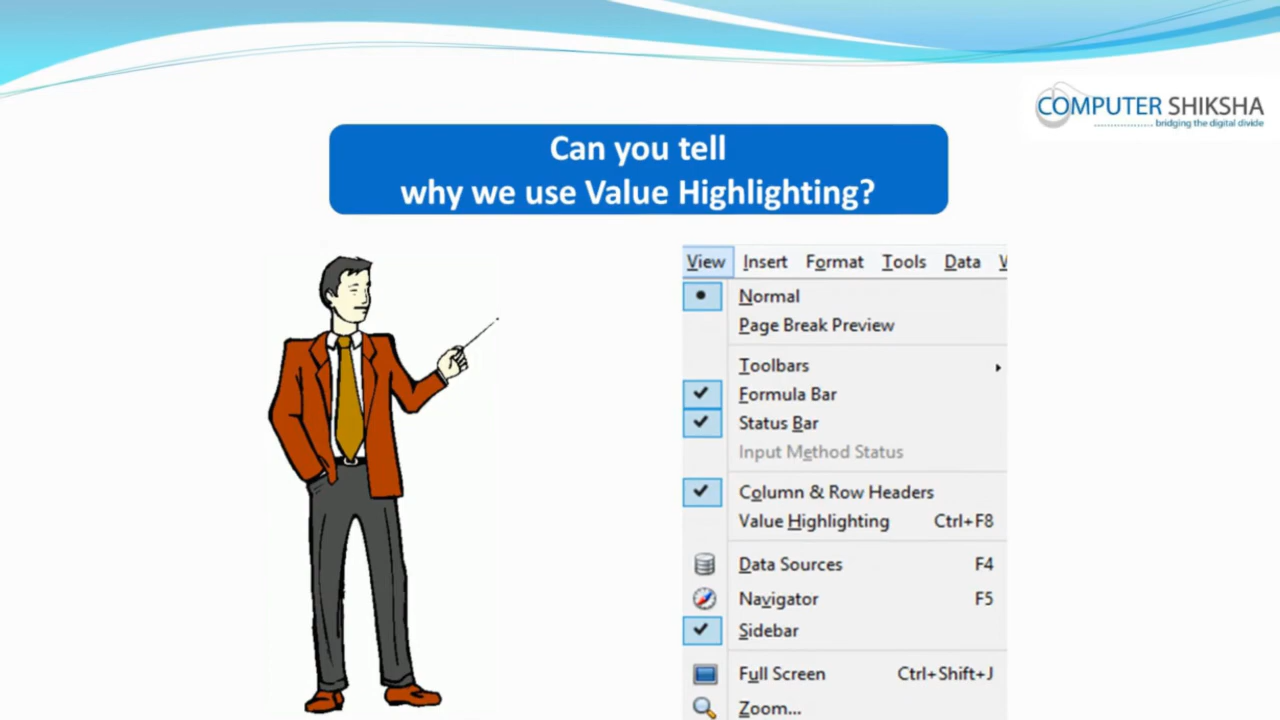 COMPUTER SHIKSHA
bridging the digital divide
Can you tell
why we use Value Highlighting?
View Insert Format Tools Data
Normal
Page Break Preview
Toolbars
Formula Bar
Status Bar
Input Method Status
Column & Row Headers
Value Highlighting Ctrl+F8
Data Sources F4
Navigator F5
Sidebar
Full Screen Ctrl+Shift+J
Zoom...